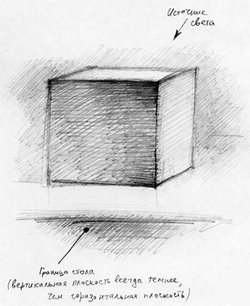 Источник
света
Граница стола
(вертикальная плоскость всегда темнее,
чем горизонтальная плоскость)